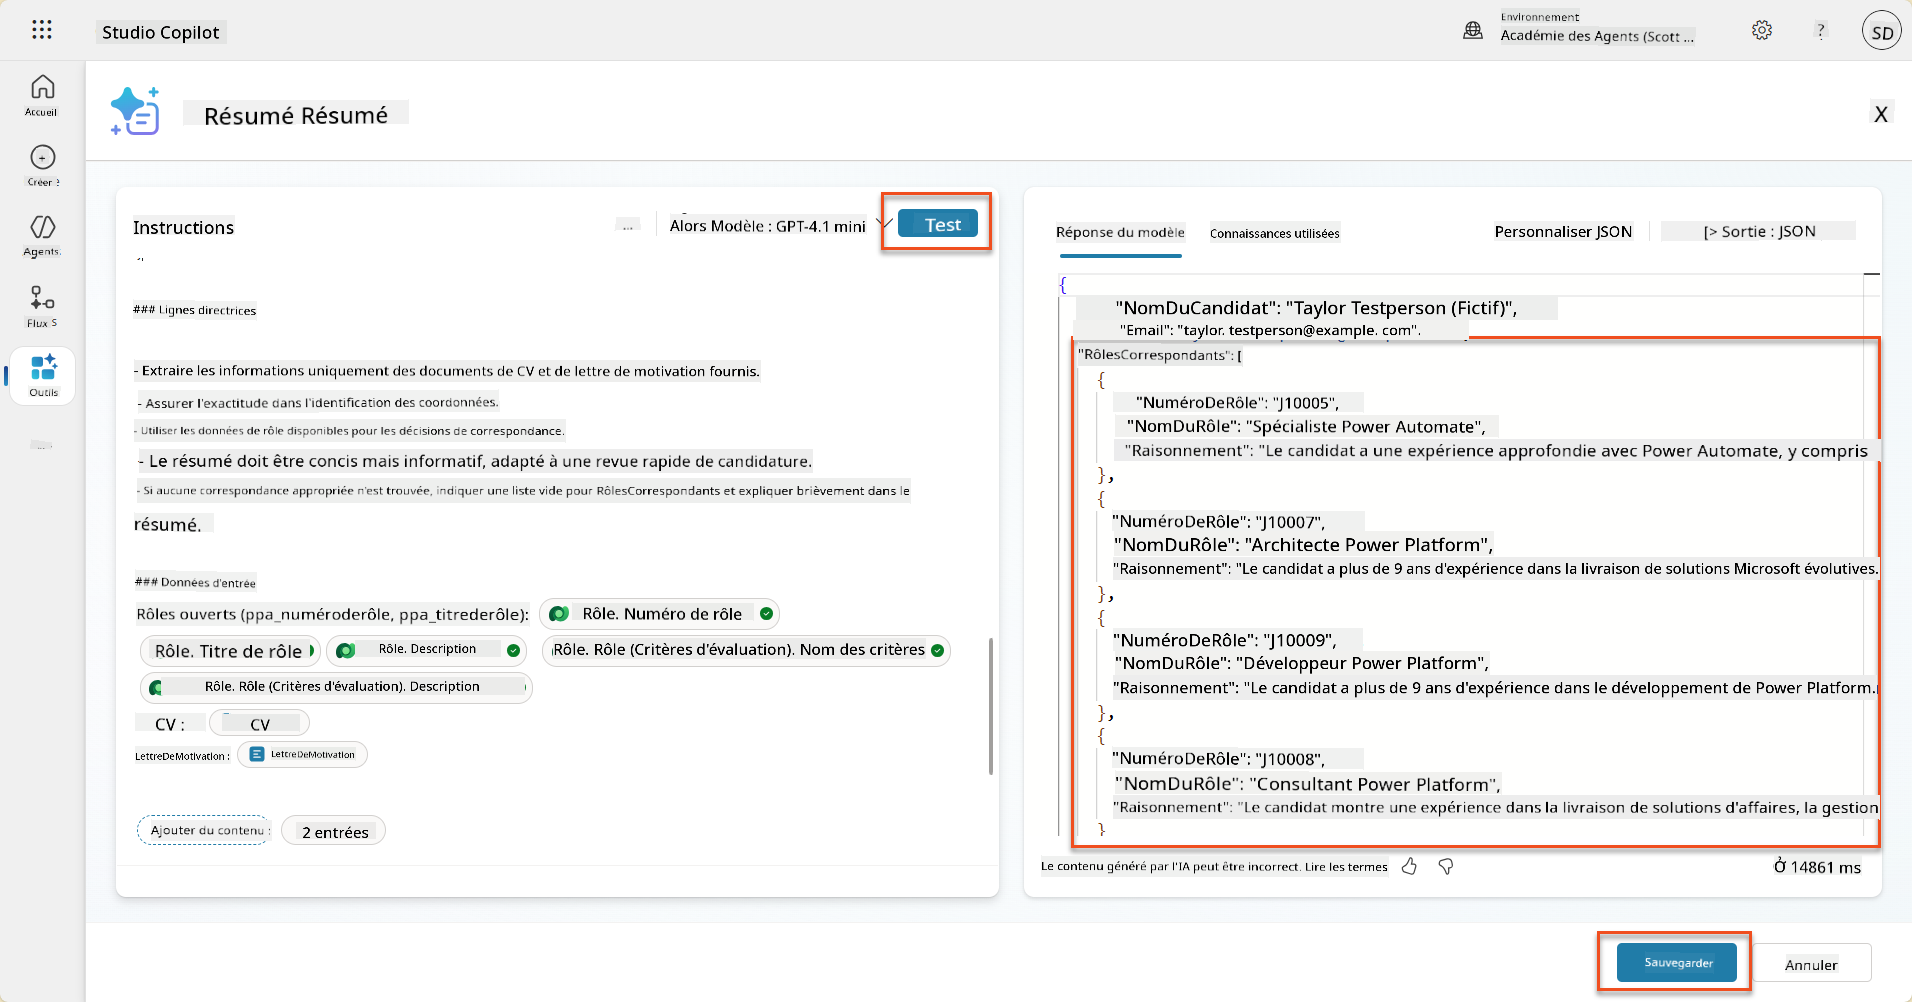 Studio Copilot
Environnement
Académie des Agents (Scott ...
?
SD
Accueil
Créer
Agents
Flux S
Outils
...
Résumé Résumé
X
Instructions
...
Alors Modèle : GPT-4.1 mini
Test
### Lignes directrices
- Extraire les informations uniquement des documents de CV et de lettre de motivation fournis.
- Assurer l'exactitude dans l'identification des coordonnées.
- Utiliser les données de rôle disponibles pour les décisions de correspondance.
- Le résumé doit être concis mais informatif, adapté à une revue rapide de candidature.
- Si aucune correspondance appropriée n'est trouvée, indiquer une liste vide pour RôlesCorrespondants et expliquer brièvement dans le
résumé.
### Données d'entrée
Rôles ouverts (ppa_numéroderôle, ppa_titrederôle): Rôle. Numéro de rôle
Rôle. Titre de rôle Rôle. Description Rôle. Rôle (Critères d'évaluation). Nom des critères
Rôle. Rôle (Critères d'évaluation). Description
CV : CV
LettreDeMotivation : LettreDeMotivation
Ajouter du contenu : 2 entrées
Réponse du modèle
Connaissances utilisées
Personnaliser JSON
[> Sortie : JSON
{
"NomDuCandidat": "Taylor Testperson (Fictif)",
"Email": "taylor. testperson@example. com".
"RôlesCorrespondants": [
{
"NuméroDeRôle": "J10005",
"NomDuRôle": "Spécialiste Power Automate",
"Raisonnement": "Le candidat a une expérience approfondie avec Power Automate, y compris
},
{
"NuméroDeRôle": "J10007",
"NomDuRôle": "Architecte Power Platform",
"Raisonnement": "Le candidat a plus de 9 ans d'expérience dans la livraison de solutions Microsoft évolutives.
},
{
"NuméroDeRôle": "J10009",
"NomDuRôle": "Développeur Power Platform",
"Raisonnement": "Le candidat a plus de 9 ans d'expérience dans le développement de Power Platform.
},
{
"NuméroDeRôle": "J10008",
"NomDuRôle": "Consultant Power Platform",
"Raisonnement": "Le candidat montre une expérience dans la livraison de solutions d'affaires, la gestion
}
Le contenu généré par l'IA peut être incorrect. Lire les termes
14861 ms
Sauvegarder
Annuler